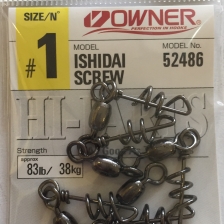 SIZE/N° OWNER
#1
MODEL MODEL No.
ISHIDAI 52486
SCREW
Strength
approx
83lb/38kg